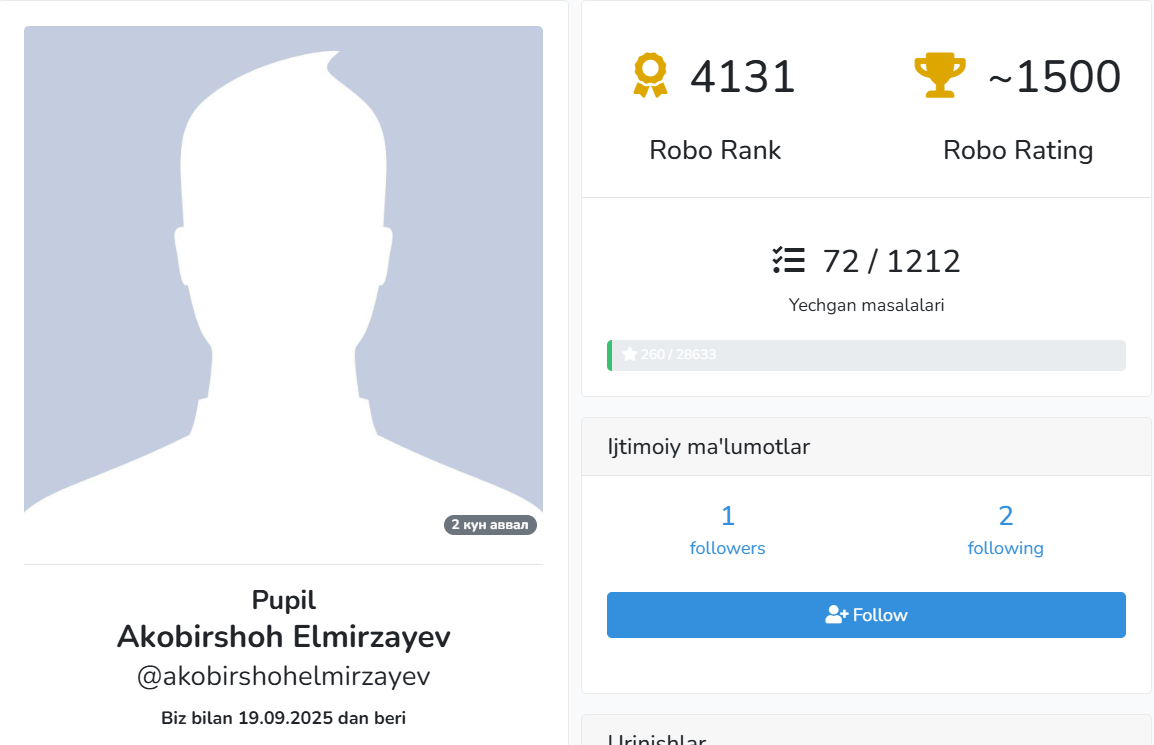 2 кун аввал
Pupil
Akobirshoh Elmirzayev
@akobirshohelmirzayev
Biz bilan 19.09.2025 dan beri
4131
Robo Rank
~1500
Robo Rating
72 / 1212
Yechgan masalalari
260 / 28633
Ijtimoiy ma'lumotlar
1
followers
2
following
Follow
Urinishlar